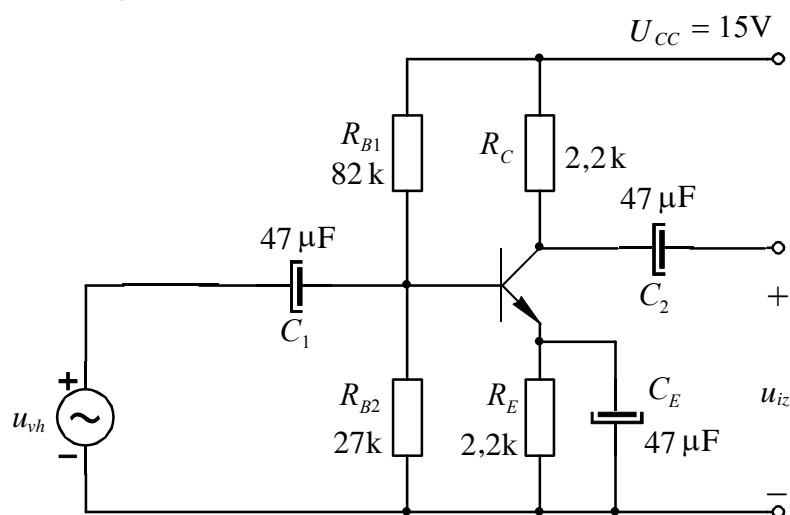 U_CC = 15V
R_B1
82 k
R_C
2,2k
47 μF
47 μF
C_1
C_2
+
+
u_vh
−
R_B2
27k
R_E
2,2k
C_E
47 μF
u_iz
−